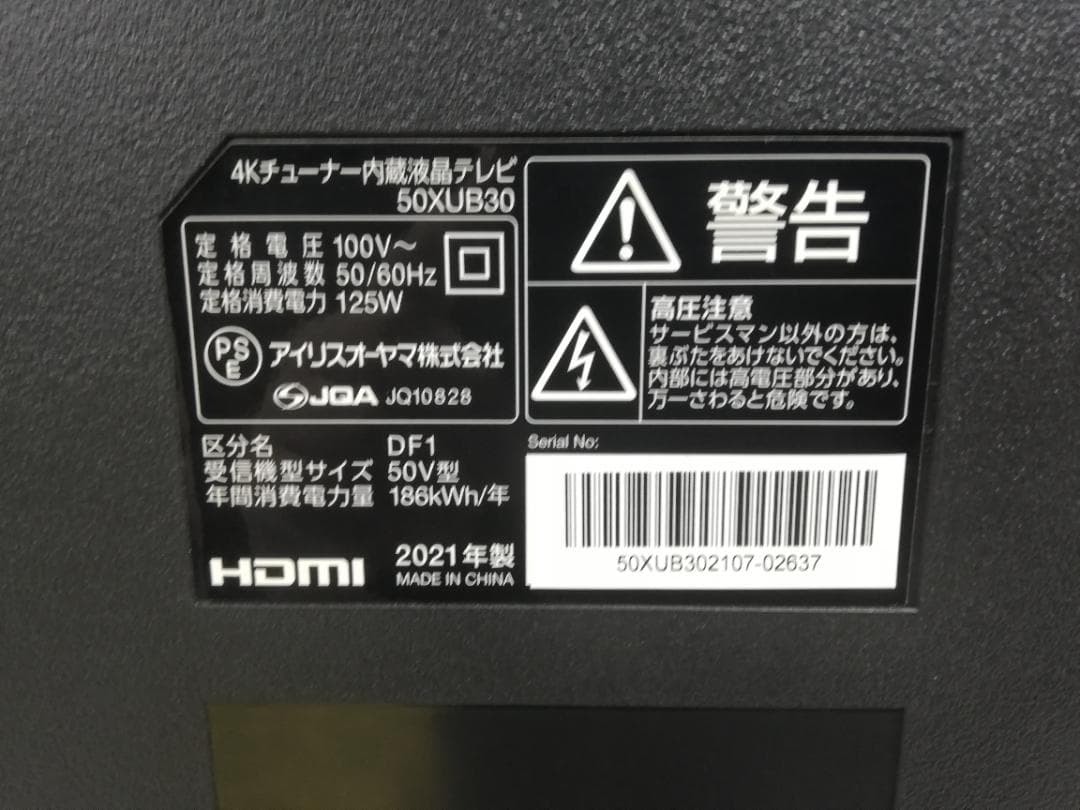 4Kチューナー内蔵液晶テレビ
50XUB30
定格電圧 100V～
定格周波数 50/60Hz
定格消費電力 125W
PSE アイリスオーヤマ株式会社
JQA JQ10828
区分名 DF1
受信機型サイズ 50V型
年間消費電力量 186kWh/年
HDMI
2021年製
MADE IN CHINA
警告
高圧注意
サービスマン以外の方は、
裏ぶたをあけないでください。
内部には高電圧部分があり、
万一さわると危険です。
Serial No:
50XUB302107-02637